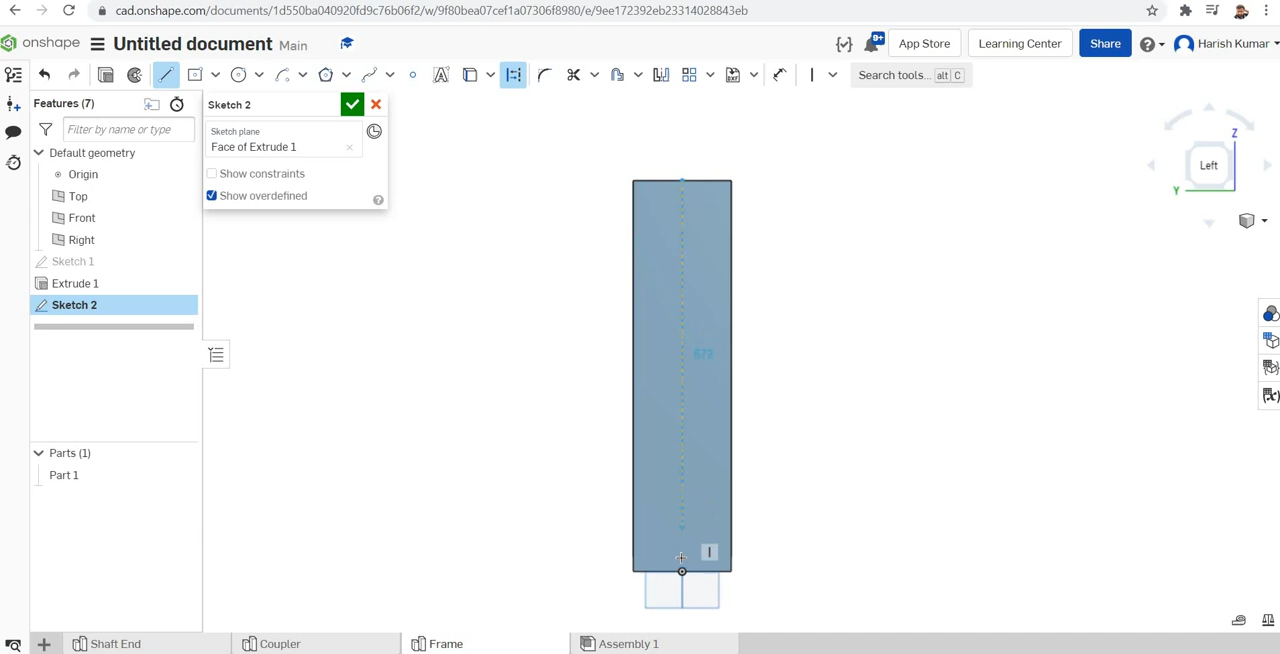 cad.onshape.com/documents/1d550ba040920fd9c76b06f2/w/9f80bea07cef1a07306f8980/e/9ee172392eb23314028843eb
onshape Untitled document Main 9+ App Store Learning Center Share Harish Kumar
Search tools... alt C
Features (7)
Filter by name or type
Default geometry
Origin
Top
Front
Right
Sketch 1
Extrude 1
Sketch 2
Parts (1)
Part 1
Sketch 2
Sketch plane
Face of Extrude 1
Show constraints
Show overdefined
672
Z
Left
Y
Shaft End Coupler Frame Assembly 1